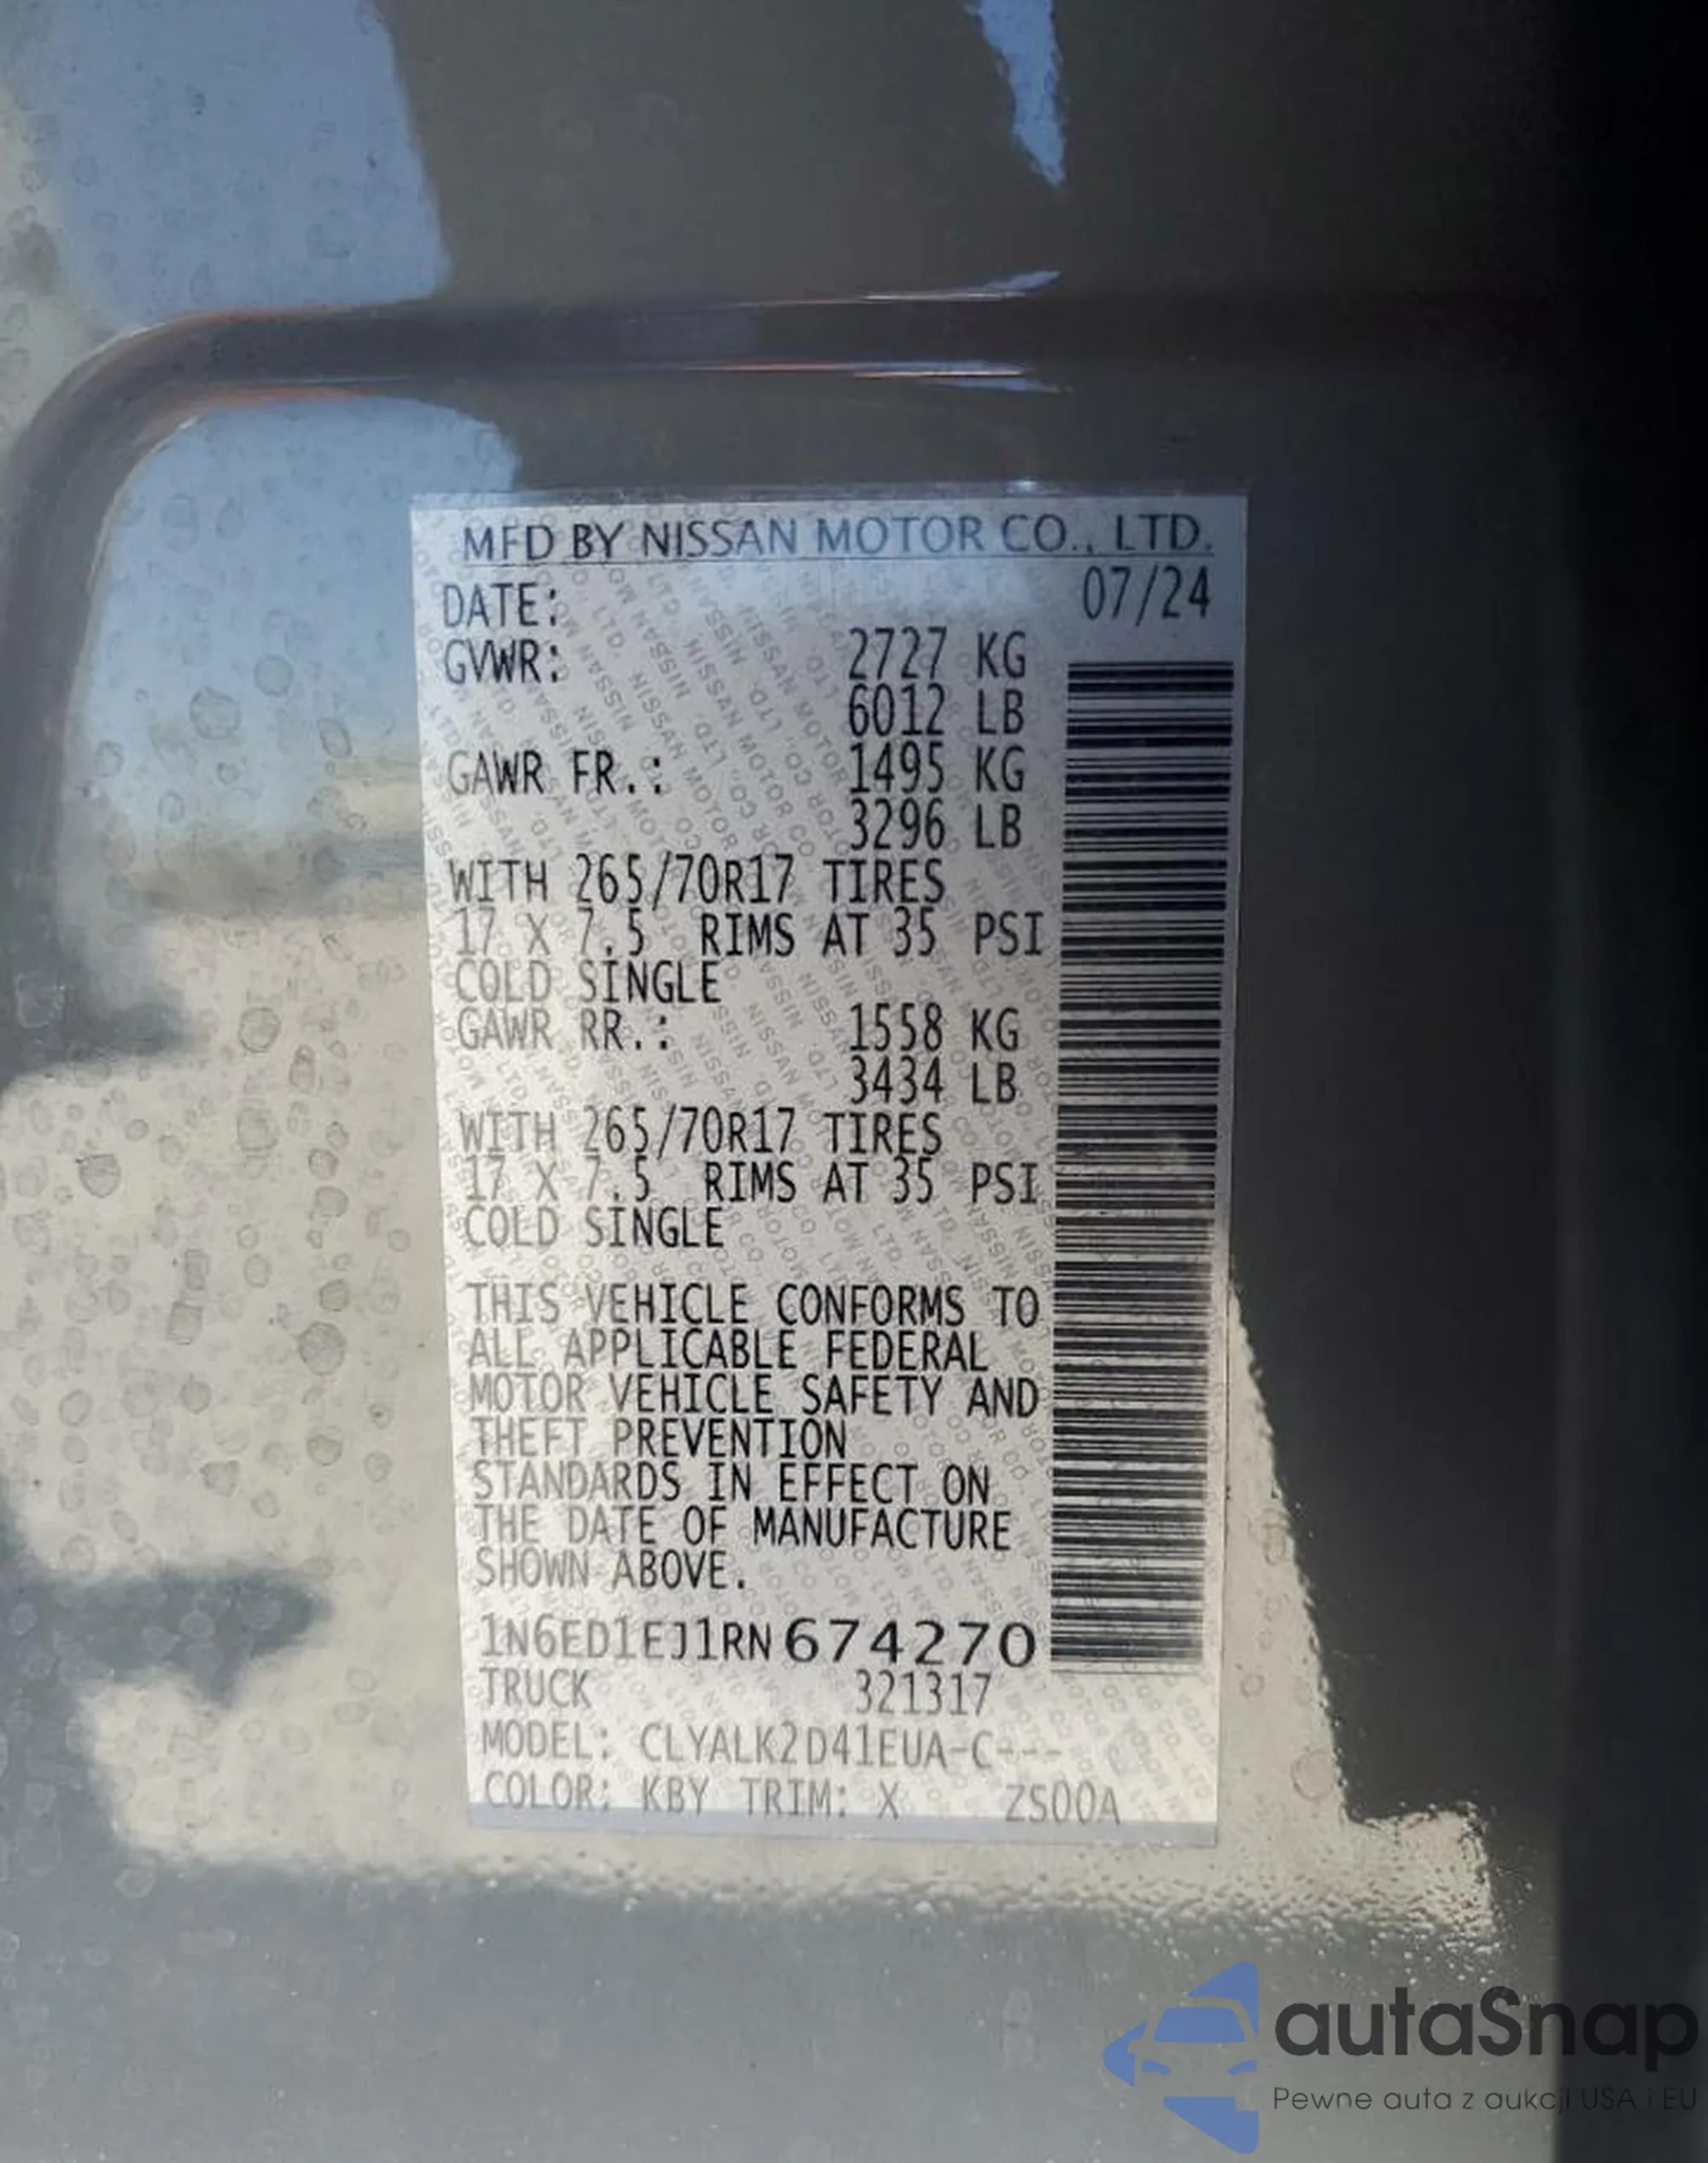 MFD BY NISSAN MOTOR CO., LTD.
DATE: 07/24
GVWR: 2727 KG
6012 LB
GAWR FR.: 1495 KG
3296 LB
WITH 265/70R17 TIRES
17 X 7.5 RIMS AT 35 PSI
COLD SINGLE
GAWR RR.: 1558 KG
3434 LB
WITH 265/70R17 TIRES
17 X 7.5 RIMS AT 35 PSI
COLD SINGLE
THIS VEHICLE CONFORMS TO
ALL APPLICABLE FEDERAL
MOTOR VEHICLE SAFETY AND
THEFT PREVENTION
STANDARDS IN EFFECT ON
THE DATE OF MANUFACTURE
SHOWN ABOVE.
1N6ED1EJ1RN674270
TRUCK 321317
MODEL: CLYALK2D41EUA-C---
COLOR: KBY TRIM: X ZS00A
autaSnap
Pewne auta z aukcji USA i EU